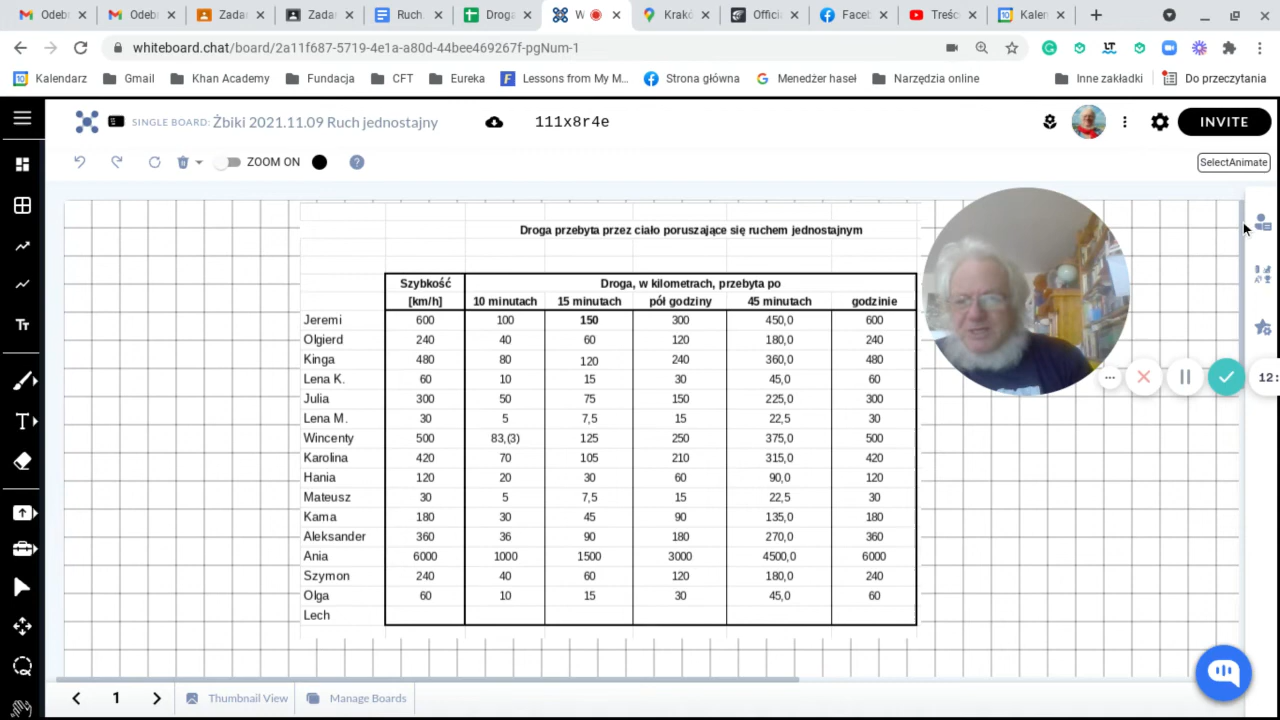 Odeb
Odeb
Zada
Zada
Ruch
Drog
W
Krakó
Offici
Faceb
Treśc
Kalen
whiteboard.chat/board/2a11f687-5719-4e1a-a80d-44bee469267f-pgNum-1
Kalendarz Gmail Khan Academy Fundacja CFT Eureka Lessons from My M... Strona główna Menedżer haseł Narzędzia online Inne zakładki Do przeczytania
SINGLE BOARD: Żbiki 2021.11.09 Ruch jednostajny 111x8r4e INVITE
ZOOM ON SelectAnimate
Droga przebyta przez ciało poruszające się ruchem jednostajnym
Szybkość Droga, w kilometrach, przebyta po
[km/h] 10 minutach 15 minutach pół godziny 45 minutach godzinie
Jeremi 600 100 150 300 450,0 600
Olgierd 240 40 60 120 180,0 240
Kinga 480 80 120 240 360,0 480
Lena K. 60 10 15 30 45,0 60
Julia 300 50 75 150 225,0 300
Lena M. 30 5 7,5 15 22,5 30
Wincenty 500 83,(3) 125 250 375,0 500
Karolina 420 70 105 210 315,0 420
Hania 120 20 30 60 90,0 120
Mateusz 30 5 7,5 15 22,5 30
Kama 180 30 45 90 135,0 180
Aleksander 360 36 90 180 270,0 360
Ania 6000 1000 1500 3000 4500,0 6000
Szymon 240 40 60 120 180,0 240
Olga 60 10 15 30 45,0 60
Lech
12:
1 Thumbnail View Manage Boards